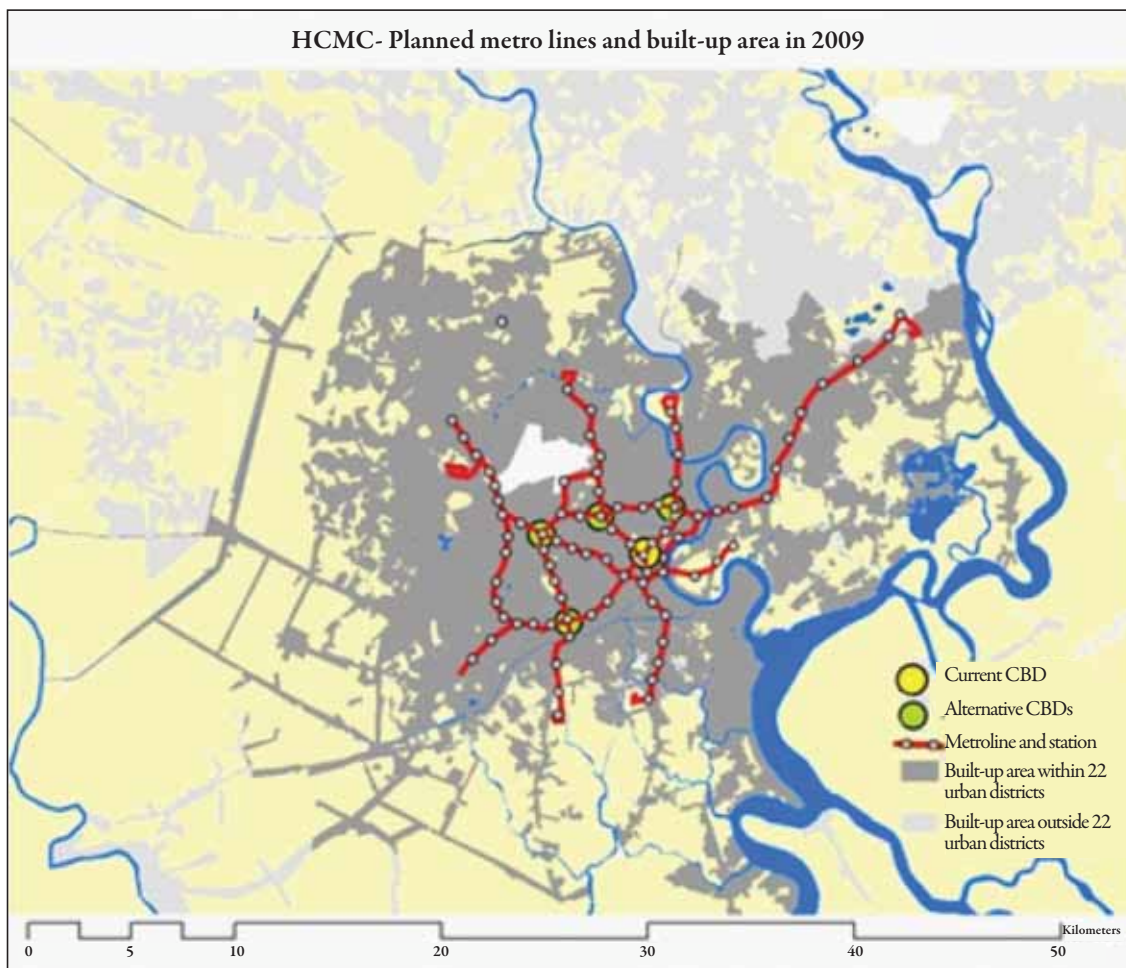 HCMC- Planned metro lines and built-up area in 2009
Current CBD
Alternative CBDs
Metroline and station
Built-up area within 22
urban districts
Built-up area outside 22
urban districts
Kilometers
0 5 10 20 30 40 50